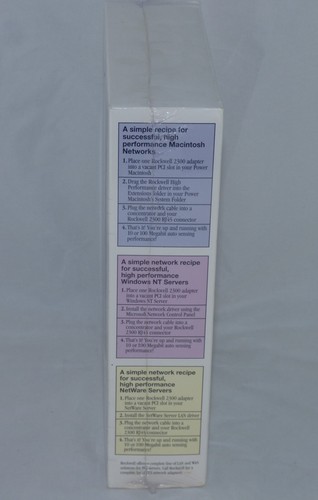 A simple recipe for
successful, high
performance Macintosh
Networks
1. Place one Rockwell 2300 adapter
into a vacant PCI slot in your Power
Macintosh
2. Drag the Rockwell High
Performance driver into the
Extensions folder in your Power
Macintosh's System Folder
3. Plug the network cable into a
concentrator and your
Rockwell 2300 RJ45 connector
4. That's it! You're up and running with
10 or 100 Megabit auto sensing
performance!
A simple network recipe
for successful,
high performance
Windows NT Servers
1. Place one Rockwell 2300 adapter
into a vacant PCI slot in your
Windows NT Server
2. Install the network driver using the
Microsoft/Network Control Panel
3. Plug the network cable into a
concentrator and your Rockwell
2300 RJ45 connector
4. That's it! You're up and running with
10 or 100 Megabit auto sensing
performance!
A simple network recipe
for successful,
high performance
NetWare Servers
1. Place one Rockwell 2300 adapter
into a vacant PCI slot in your
NetWare Server
2. Install the NetWare Server LAN driver
3. Plug the network cable into a
concentrator and your Rockwell
2300 RJ45 connector
4. That's it! You're up and running with
10 or 100 Megabit auto sensing
performance!
Rockwell offers a complete line of LAN and WAN